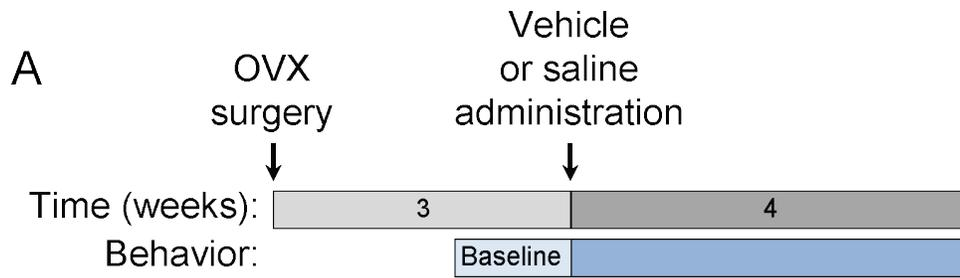 A
OVX
surgery
Vehicle
or saline
administration
Time (weeks): 3 4
Behavior: Baseline